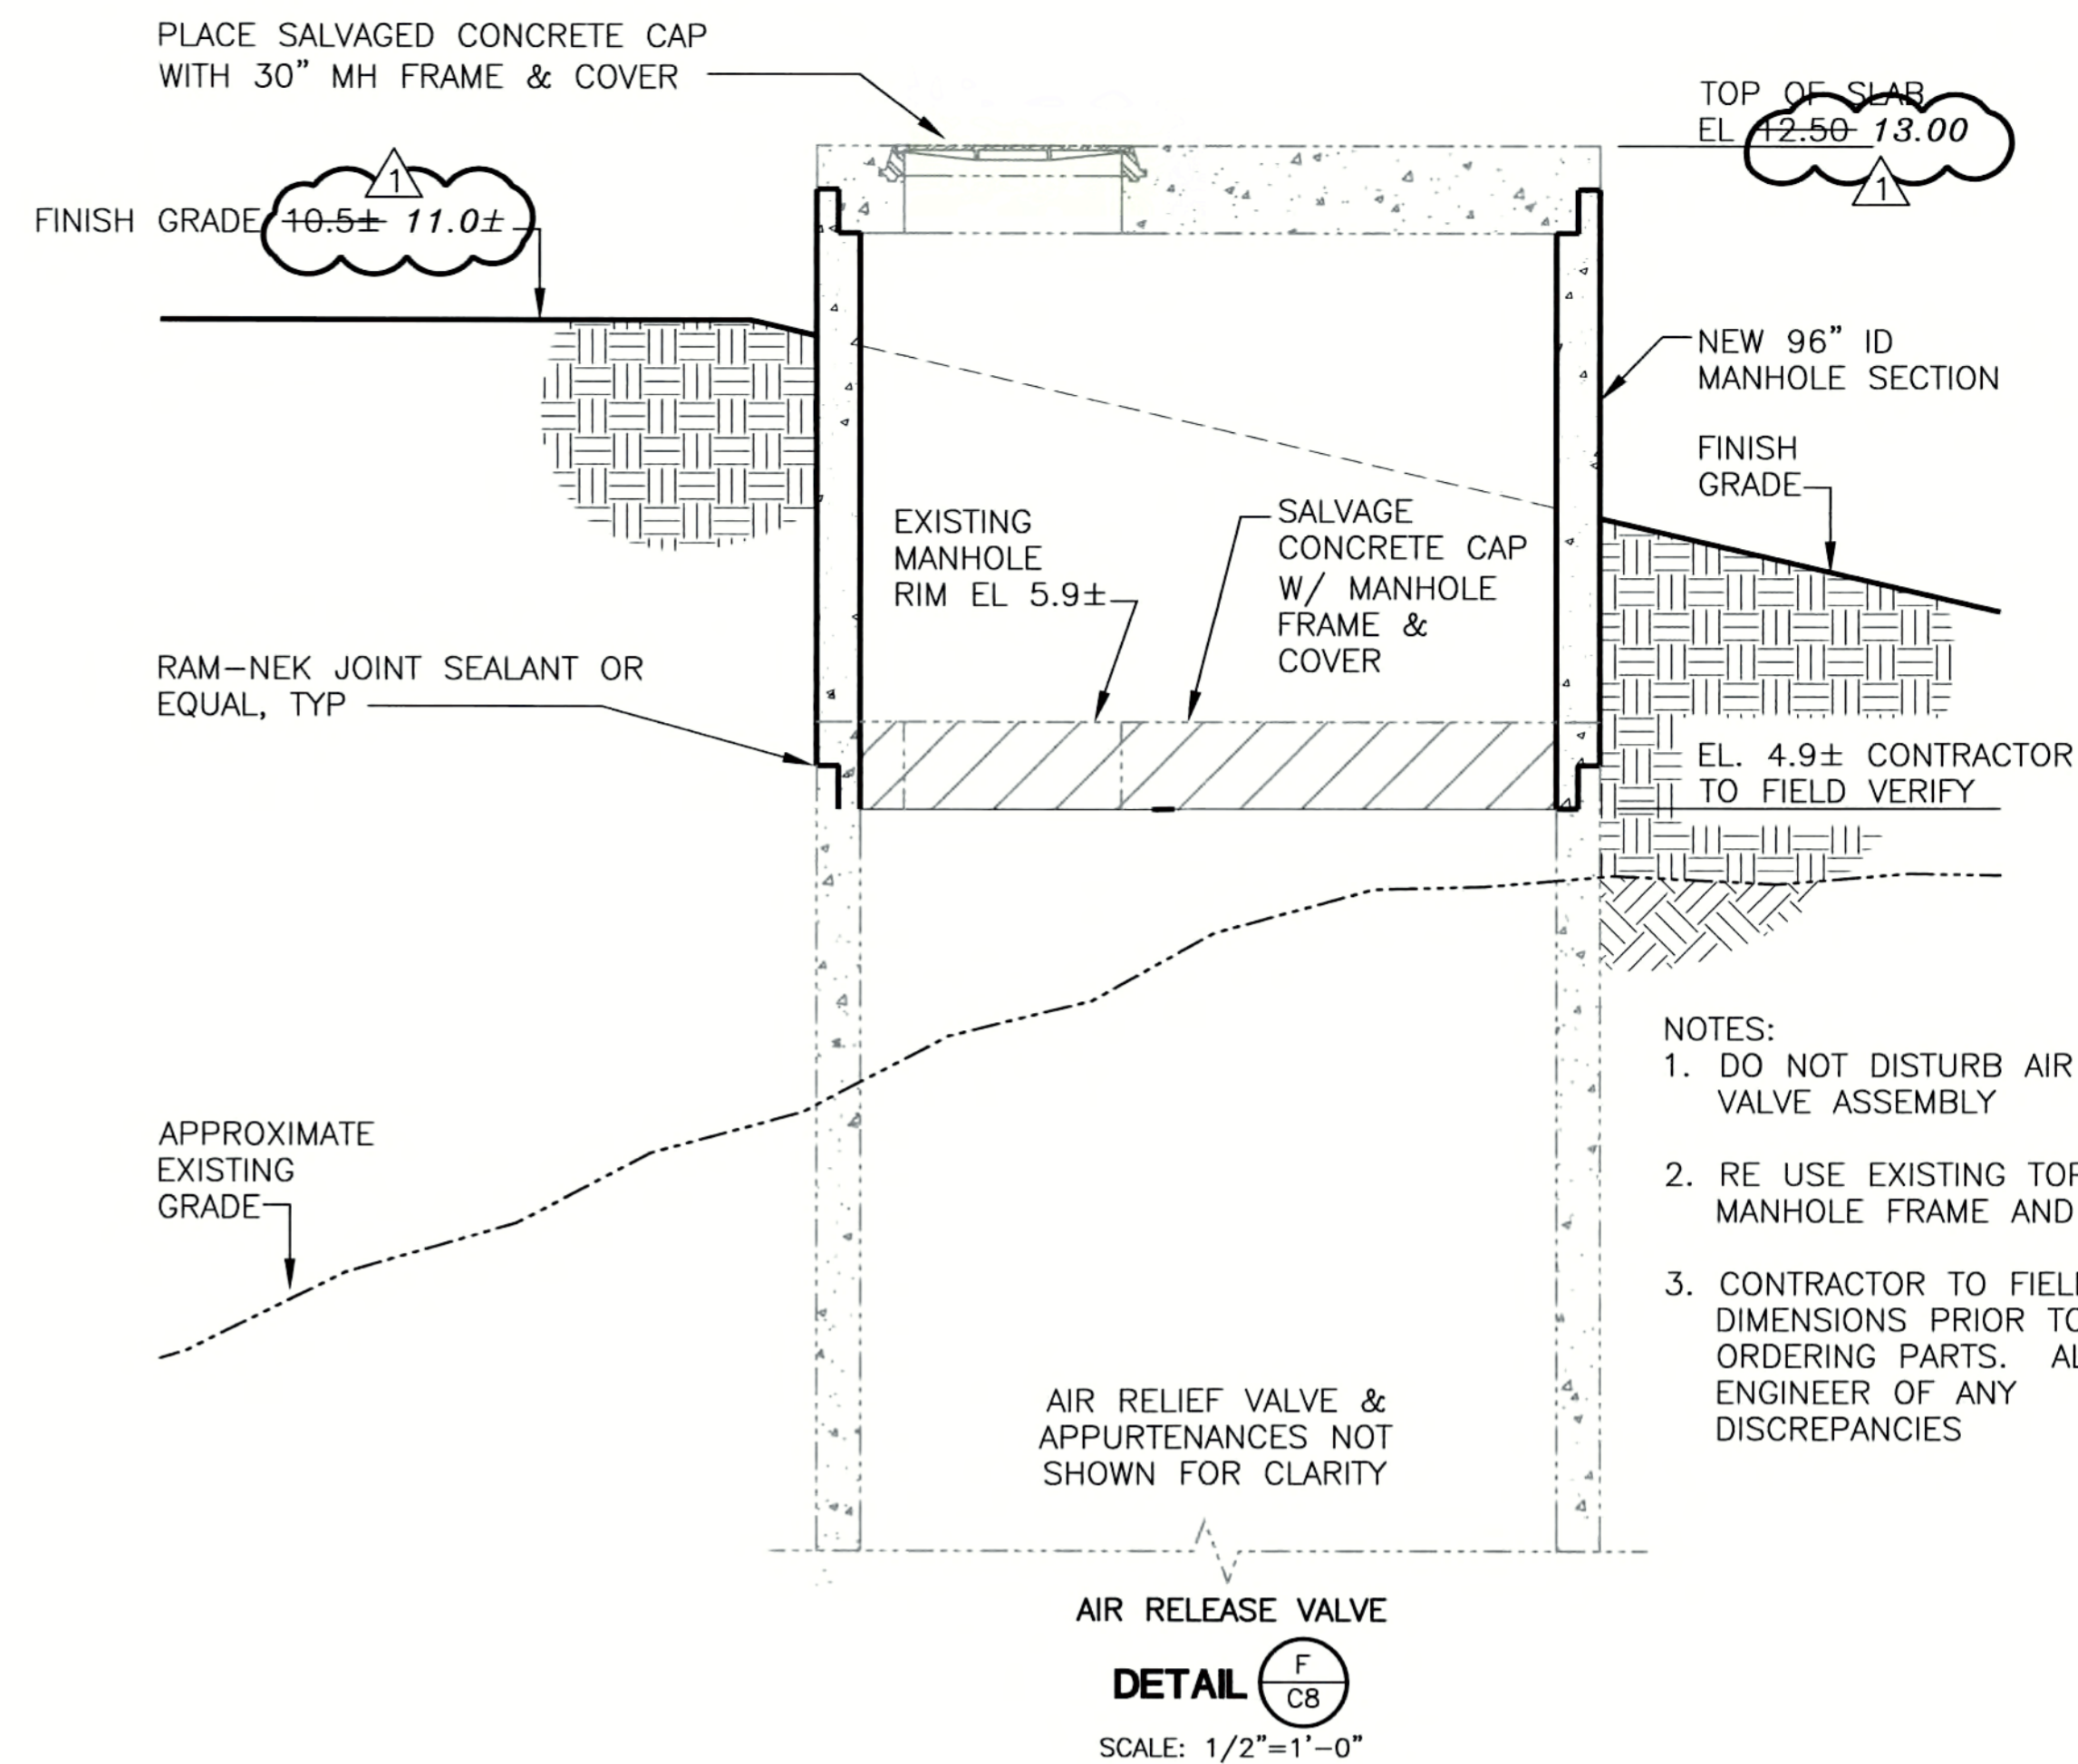 PLACE SALVAGED CONCRETE CAP
WITH 30" MH FRAME & COVER
TOP OF SLAB
EL 12.50 13.00
1
1
FINISH GRADE 10.5± 11.0±
NEW 96" ID
MANHOLE SECTION
FINISH
GRADE
EXISTING
MANHOLE
RIM EL 5.9±
SALVAGE
CONCRETE CAP
W/ MANHOLE
FRAME &
COVER
RAM-NEK JOINT SEALANT OR
EQUAL, TYP
EL. 4.9± CONTRACTOR
TO FIELD VERIFY
APPROXIMATE
EXISTING
GRADE
NOTES:
1. DO NOT DISTURB AIR
VALVE ASSEMBLY
2. RE USE EXISTING
MANHOLE FRAME AND
3. CONTRACTOR TO
DIMENSIONS PRIOR TO
ORDERING PARTS.
ENGINEER OF ANY
DISCREPANCIES
AIR RELIEF VALVE &
APPURTENANCES NOT
SHOWN FOR CLARITY
AIR RELEASE VALVE
DETAIL F
C8
SCALE: 1/2"=1'-0"